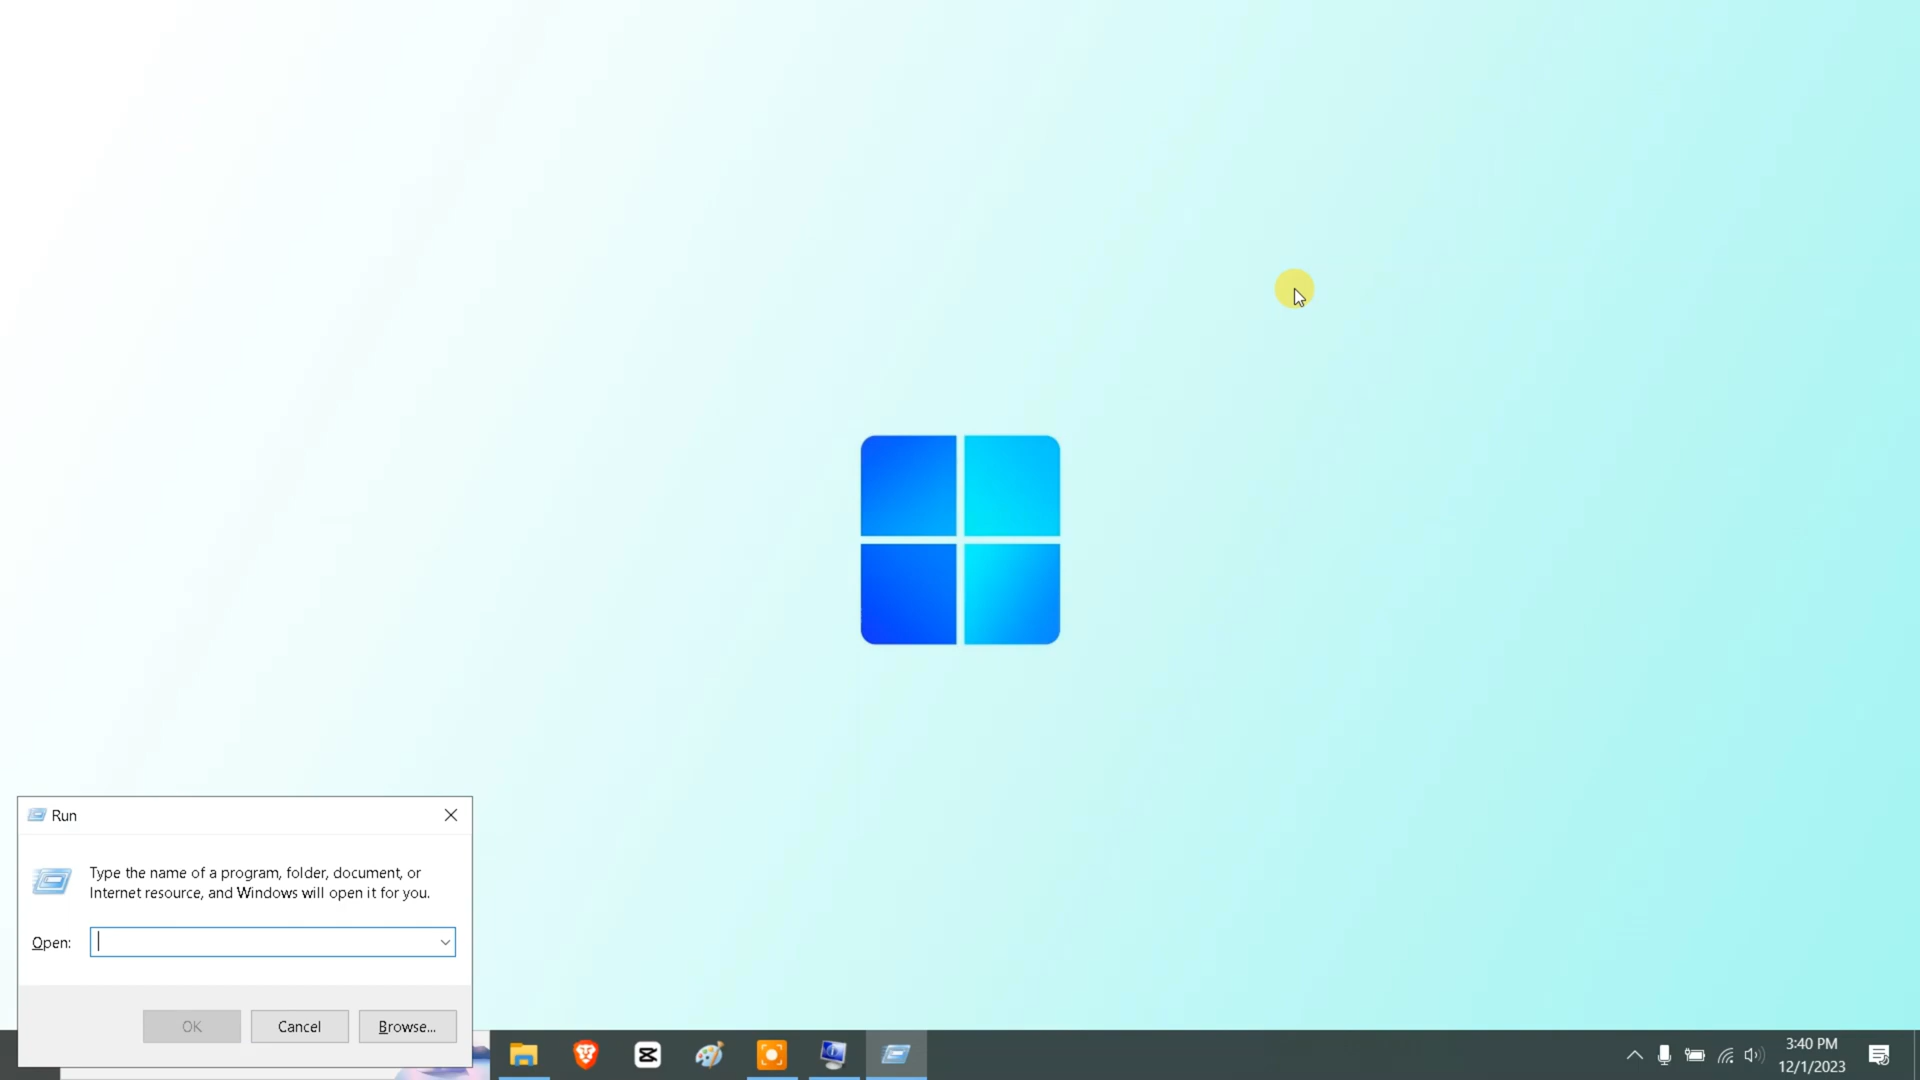 Run
Type the name of a program, folder, document, or
Internet resource, and Windows will open it for you.
Open:
OK
Cancel
Browse...
3:40 PM
12/1/2023